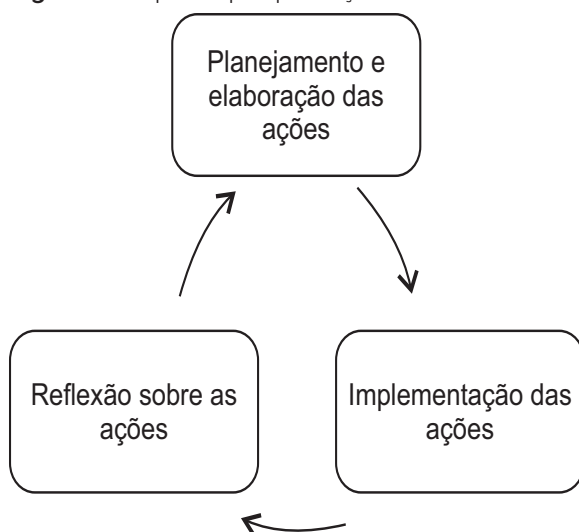 Planejamento e
elaboração das
ações
Reflexão sobre as
ações
Implementação das
ações